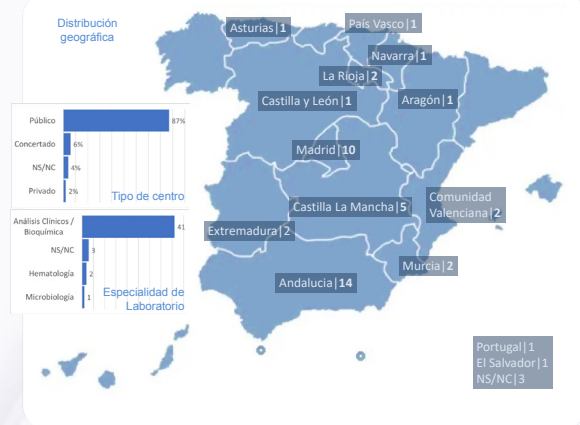 Distribución
geográfica
Asturias|1
País Vasco|1
Navarra|1
La Rioja|2
Castilla y León|1
Aragón|1
Madrid|10
Castilla La Mancha|5
Comunidad
Valenciana|2
Extremadura|2
Murcia|2
Andalucia|14
Público 87%
Concertado 6%
NS/NC 4%
Privado 2%
Tipo de centro
Análisis Clínicos /
Bioquímica 41
NS/NC 3
Hematología 2
Microbiología 1
Especialidad de
Laboratorio
Portugal|1
El Salvador|1
NS/NC|3